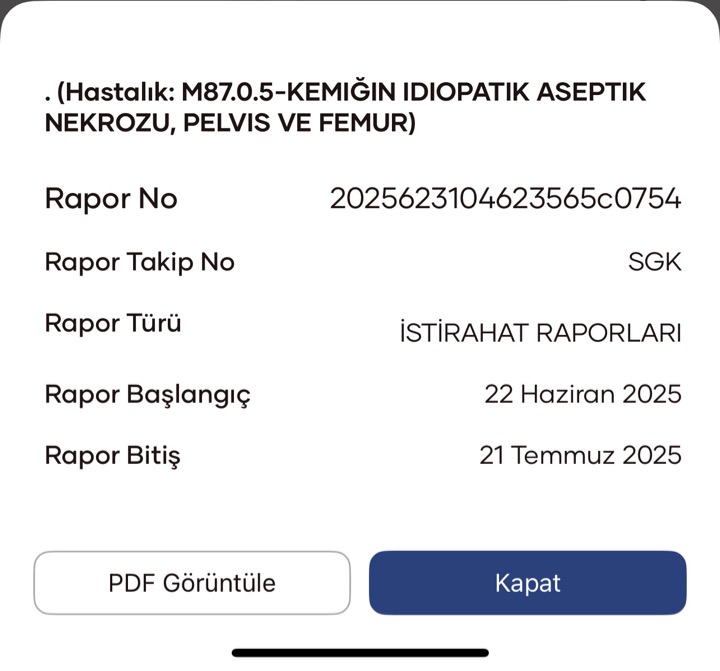 . (Hastalık: M87.0.5-KEMIĞIN IDIOPATIK ASEPTIK
NEKROZU, PELVIS VE FEMUR)
Rapor No 2025623104623565c0754
Rapor Takip No SGK
Rapor Türü İSTİRAHAT RAPORLARI
Rapor Başlangıç 22 Haziran 2025
Rapor Bitiş 21 Temmuz 2025
PDF Görüntüle Kapat